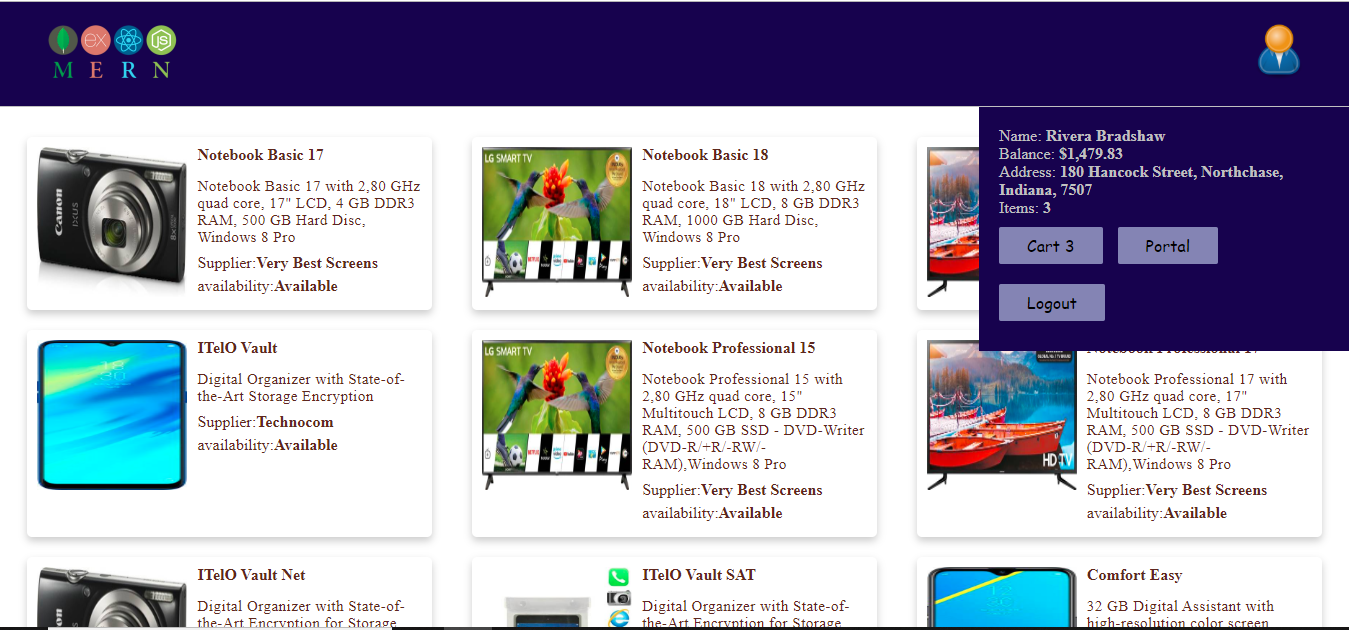 ex
JS
M E R N
Name: Rivera Bradshaw
Balance: $1,479.83
Address: 180 Hancock Street, Northchase,
Indiana, 7507
Items: 3
Cart 3
Portal
Logout
Canon
IXUS
Notebook Basic 17
Notebook Basic 17 with 2,80 GHz
quad core, 17" LCD, 4 GB DDR3
RAM, 500 GB Hard Disc,
Windows 8 Pro
Supplier:Very Best Screens
availability:Available
LG SMART TV
Notebook Basic 18
Notebook Basic 18 with 2,80 GHz
quad core, 18" LCD, 8 GB DDR3
RAM, 1000 GB Hard Disc,
Windows 8 Pro
Supplier:Very Best Screens
availability:Available
ITelO Vault
Digital Organizer with State-of-
the-Art Storage Encryption
Supplier:Technocom
availability:Available
LG SMART TV
Notebook Professional 15
Notebook Professional 15 with
2,80 GHz quad core, 15"
Multitouch LCD, 8 GB DDR3
RAM, 500 GB SSD - DVD-Writer
(DVD-R/+R/-RW/-
RAM),Windows 8 Pro
Supplier:Very Best Screens
availability:Available
HD TV
Notebook Professional 17
Notebook Professional 17 with
2,80 GHz quad core, 17"
Multitouch LCD, 8 GB DDR3
RAM, 500 GB SSD - DVD-Writer
(DVD-R/+R/-RW/-
RAM),Windows 8 Pro
Supplier:Very Best Screens
availability:Available
ITelO Vault Net
Digital Organizer with State-of-
the-Art Encryption for Storage
ITelO Vault SAT
Digital Organizer with State-of-
the-Art Encryption for Storage
Comfort Easy
32 GB Digital Assistant with
high-resolution color screen